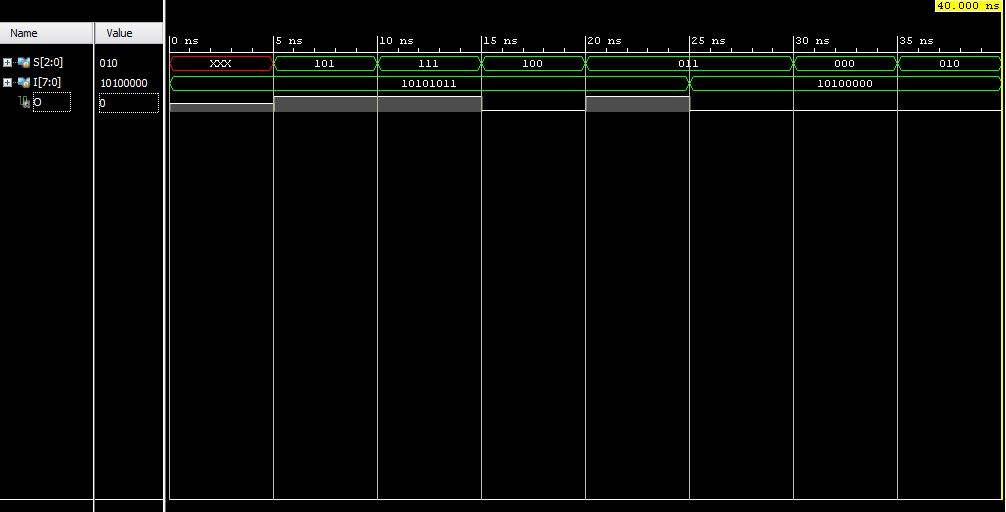 40.000 ns
Name Value
0 ns 5 ns 10 ns 15 ns 20 ns 25 ns 30 ns 35 ns
S[2:0] 010 XXX 101 111 100 011 000 010
I[7:0] 10100000 10101011 10100000
O 0